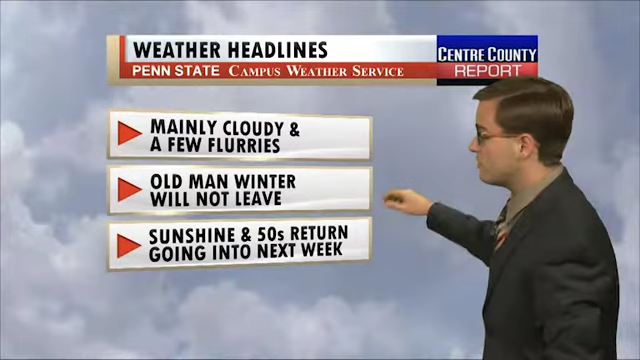 WEATHER HEADLINES
PENN STATE CAMPUS WEATHER SERVICE
CENTRE COUNTY
REPORT
MAINLY CLOUDY &
A FEW FLURRIES
OLD MAN WINTER
WILL NOT LEAVE
SUNSHINE & 50s RETURN
GOING INTO NEXT WEEK